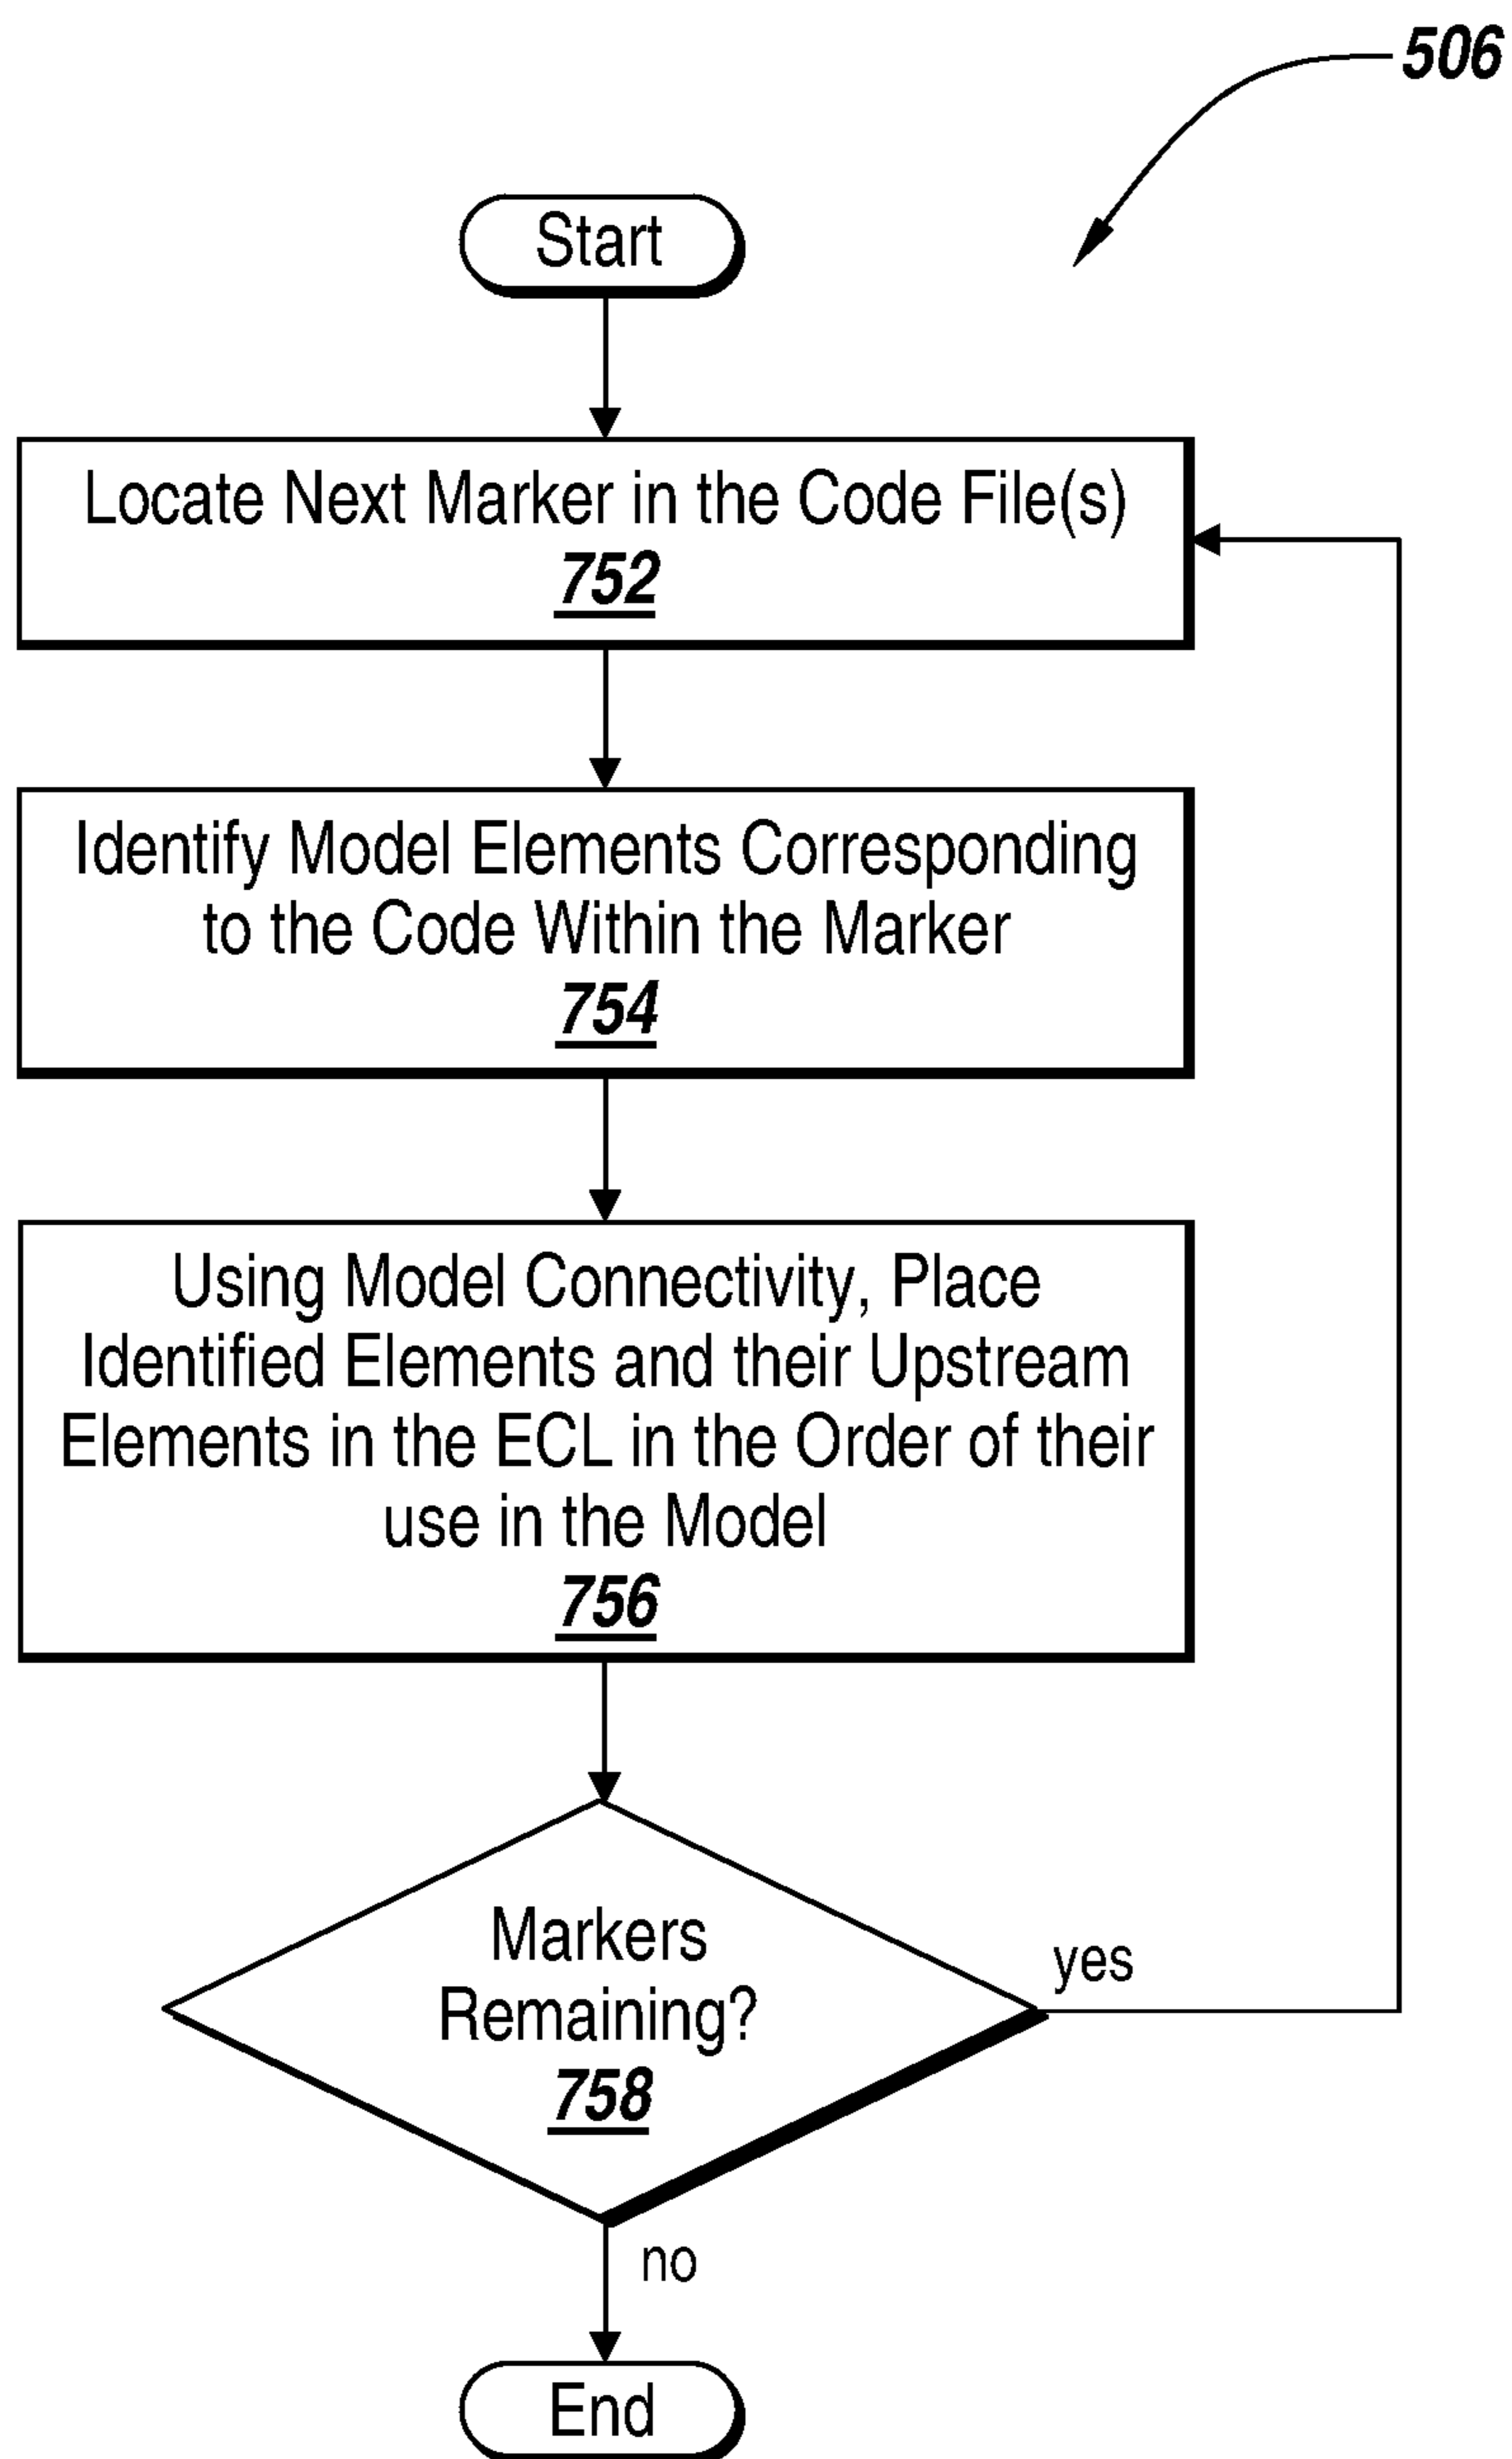 506
Start
Locate Next Marker in the Code File(s)
752
Identify Model Elements Corresponding
to the Code Within the Marker
754
Using Model Connectivity, Place
Identified Elements and their Upstream
Elements in the ECL in the Order of their
use in the Model
756
Markers
Remaining?
758
yes
no
End